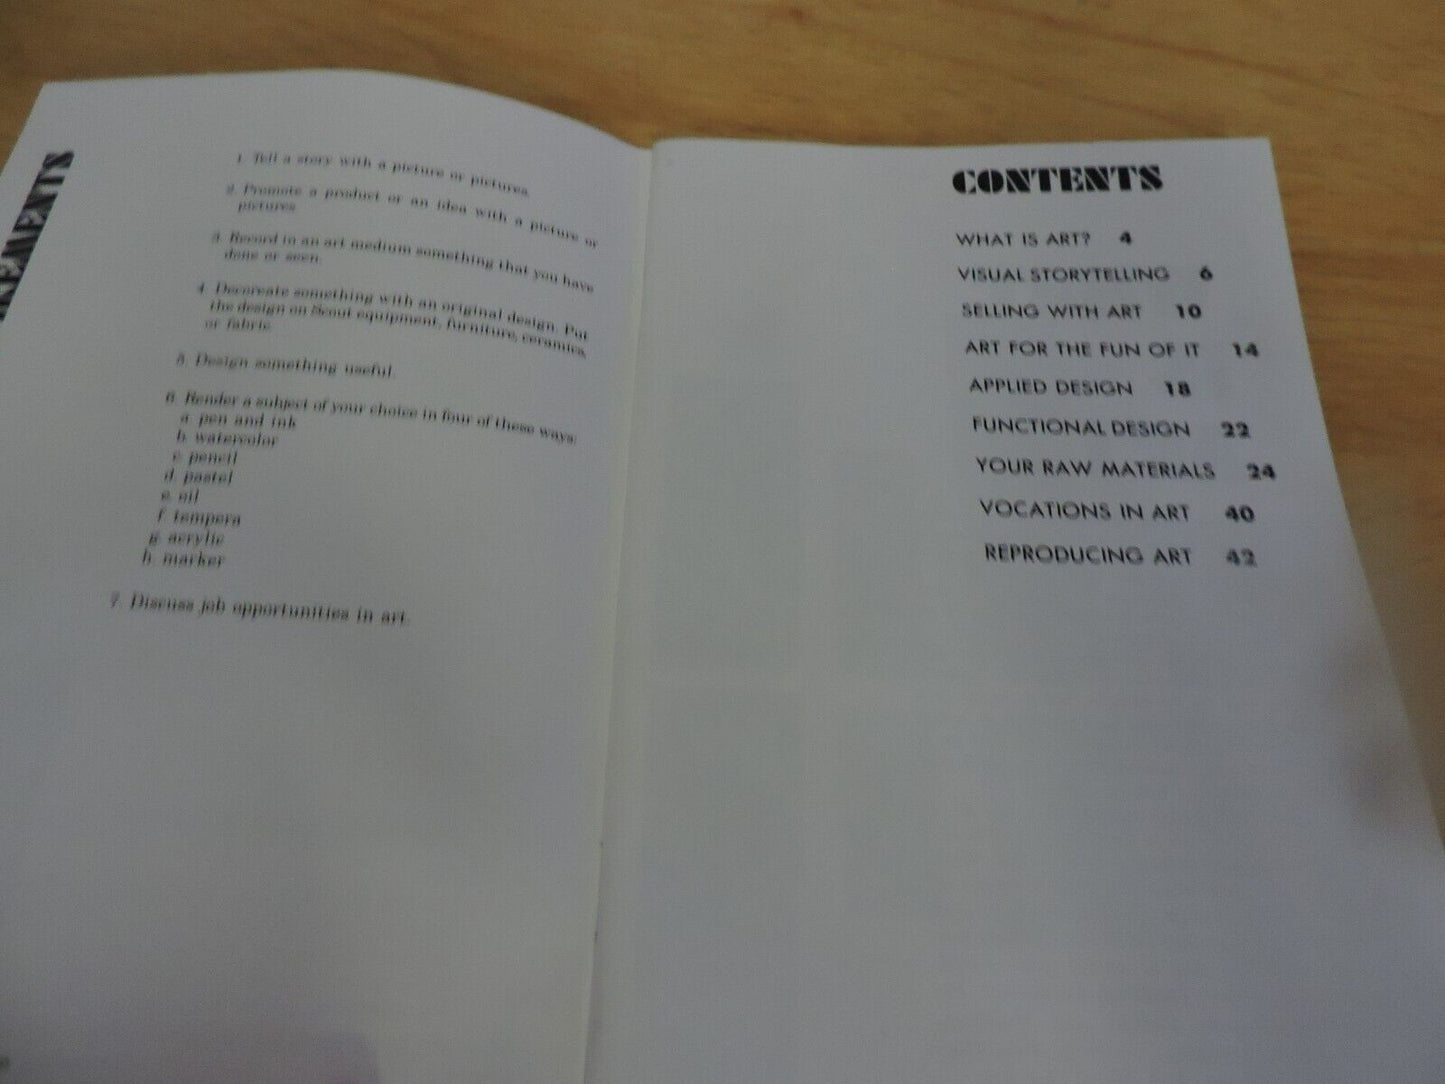 1. Tell a story with a picture or pictures.
2. Promote a product or an idea with a picture or
pictures.
3. Record in an art medium something that you have
done or seen.
4. Decorate something with an original design. Put
the design on Scout equipment, furniture, ceramics,
or fabric.
5. Design something useful.
6. Render a subject of your choice in four of these ways:
a. pen and ink
b. watercolor
c. pencil
d. pastel
e. oil
f. tempera
g. acrylic
h. marker
7. Discuss job opportunities in art.
CONTENTS
WHAT IS ART? 4
VISUAL STORYTELLING 6
SELLING WITH ART 10
ART FOR THE FUN OF IT 14
APPLIED DESIGN 18
FUNCTIONAL DESIGN 22
YOUR RAW MATERIALS 24
VOCATIONS IN ART 40
REPRODUCING ART 42